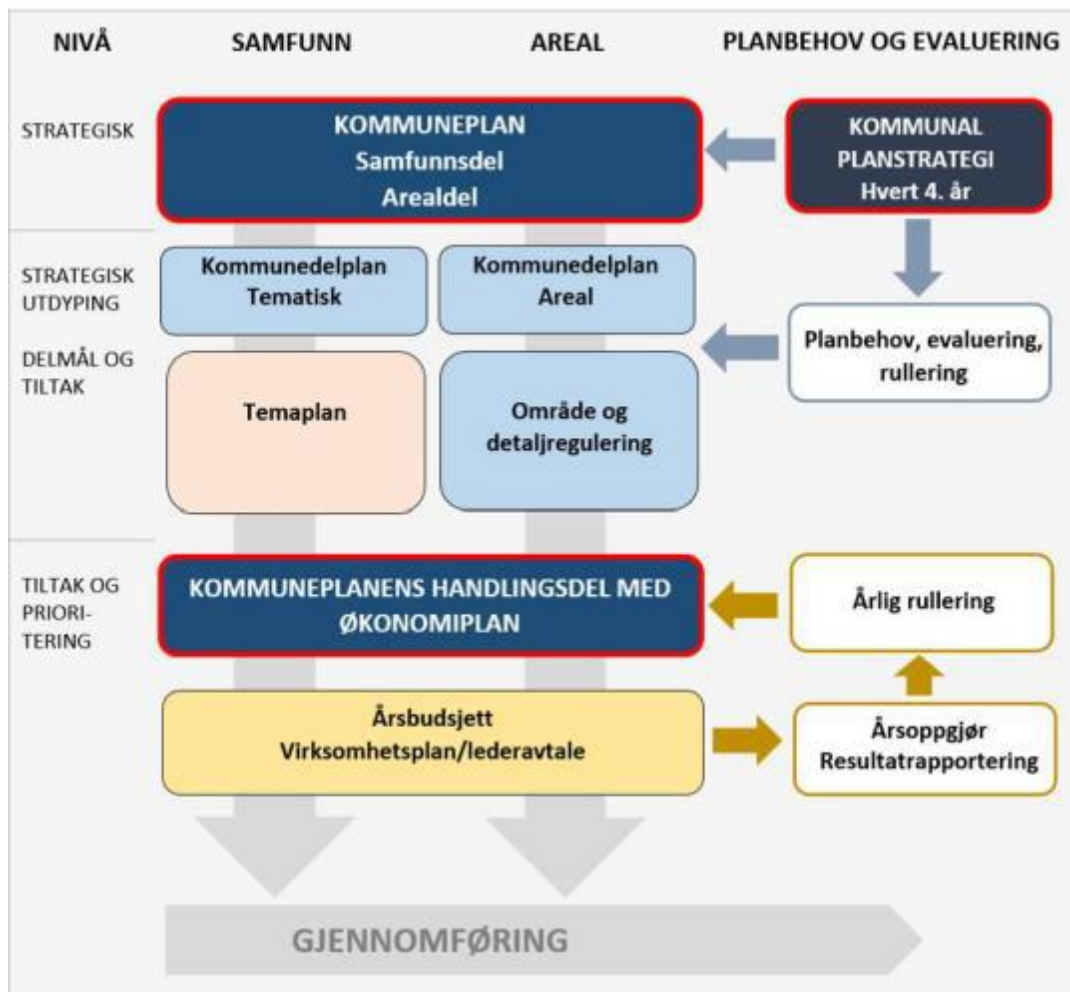 NIVÅ
SAMFUNN
AREAL
PLANBEHOV OG EVALUERING
STRATEGISK
KOMMUNEPLAN
Samfunnsdel
Arealdel
KOMMUNAL
PLANSTRATEGI
Hvert 4. år
STRATEGISK
UTDYPING
Kommunedelplan
Tematisk
Kommunedelplan
Areal
DELMÅL OG
TILTAK
Planbehov, evaluering,
rullering
Temaplan
Område og
detaljregulering
TILTAK OG
PRIORI-
TERING
KOMMUNEPLANENS HANDLINGSDEL MED
ØKONOMIPLAN
Årlig rullering
Årsbudsjett
Virksomhetsplan/lederavtale
Årsoppgjør
Resultatrapportering
GJENNOMFØRING